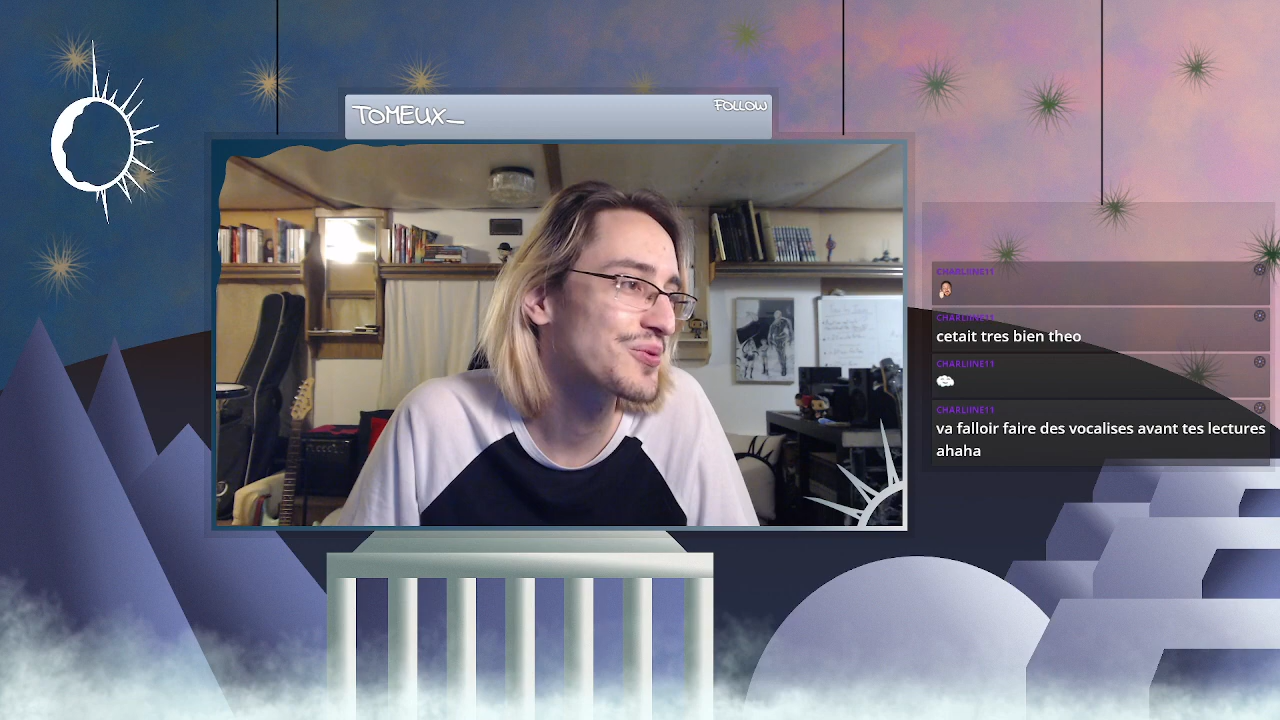 TOMEUX_
FOLLOW
CHARLIINE11
CHARLIINE11
cetait tres bien theo
CHARLIINE11
CHARLIINE11
va falloir faire des vocalises avant tes lectures
ahaha